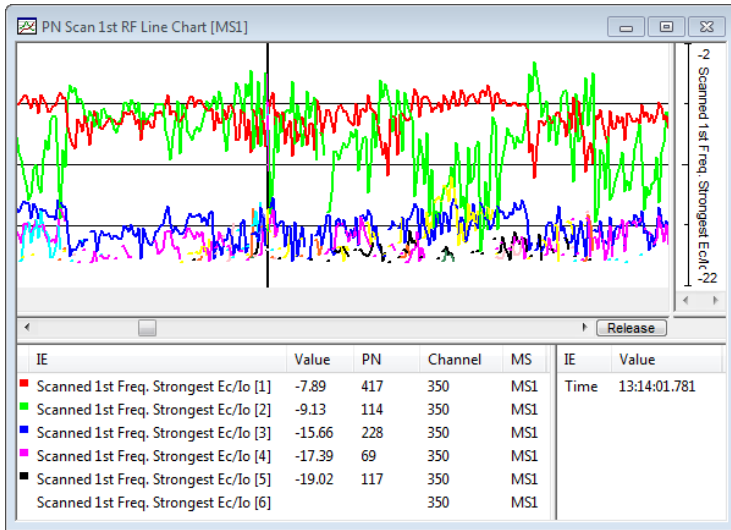 PN Scan 1st RF Line Chart [MS1]
-2
Scanned 1st Freq. Strongest Ec/Ic
-22
Release
IE Value PN Channel MS
Scanned 1st Freq. Strongest Ec/Io [1] -7.89 417 350 MS1
Scanned 1st Freq. Strongest Ec/Io [2] -9.13 114 350 MS1
Scanned 1st Freq. Strongest Ec/Io [3] -15.66 228 350 MS1
Scanned 1st Freq. Strongest Ec/Io [4] -17.39 69 350 MS1
Scanned 1st Freq. Strongest Ec/Io [5] -19.02 117 350 MS1
Scanned 1st Freq. Strongest Ec/Io [6] 350 MS1
IE Value
Time 13:14:01.781